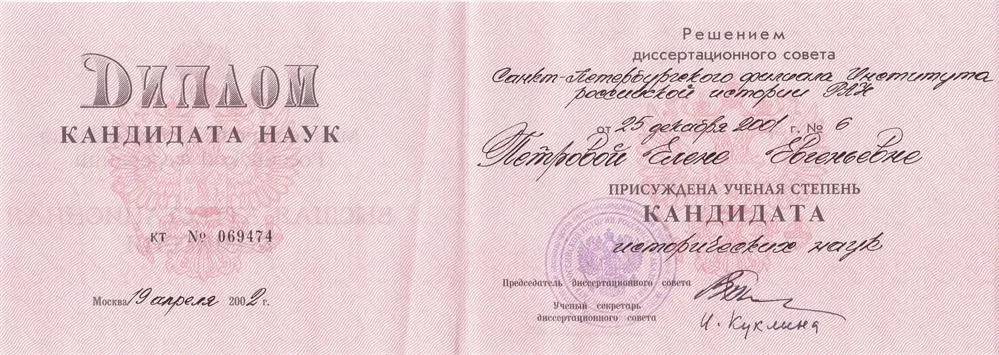 ДИПЛОМ
КАНДИДАТА НАУК
КТ № 069474
Москва 19 апреля 2002 г.
Решением
диссертационного совета
Санкт-Петербургского филиала Института
российской истории РАН
от 25 декабря 2001 г. № 6
Петровой Елене Евгеньевне
ПРИСУЖДЕНА УЧЕНАЯ СТЕПЕНЬ
КАНДИДАТА
исторических наук
Председатель диссертационного совета
Ученый секретарь
диссертационного совета
И. Куклина